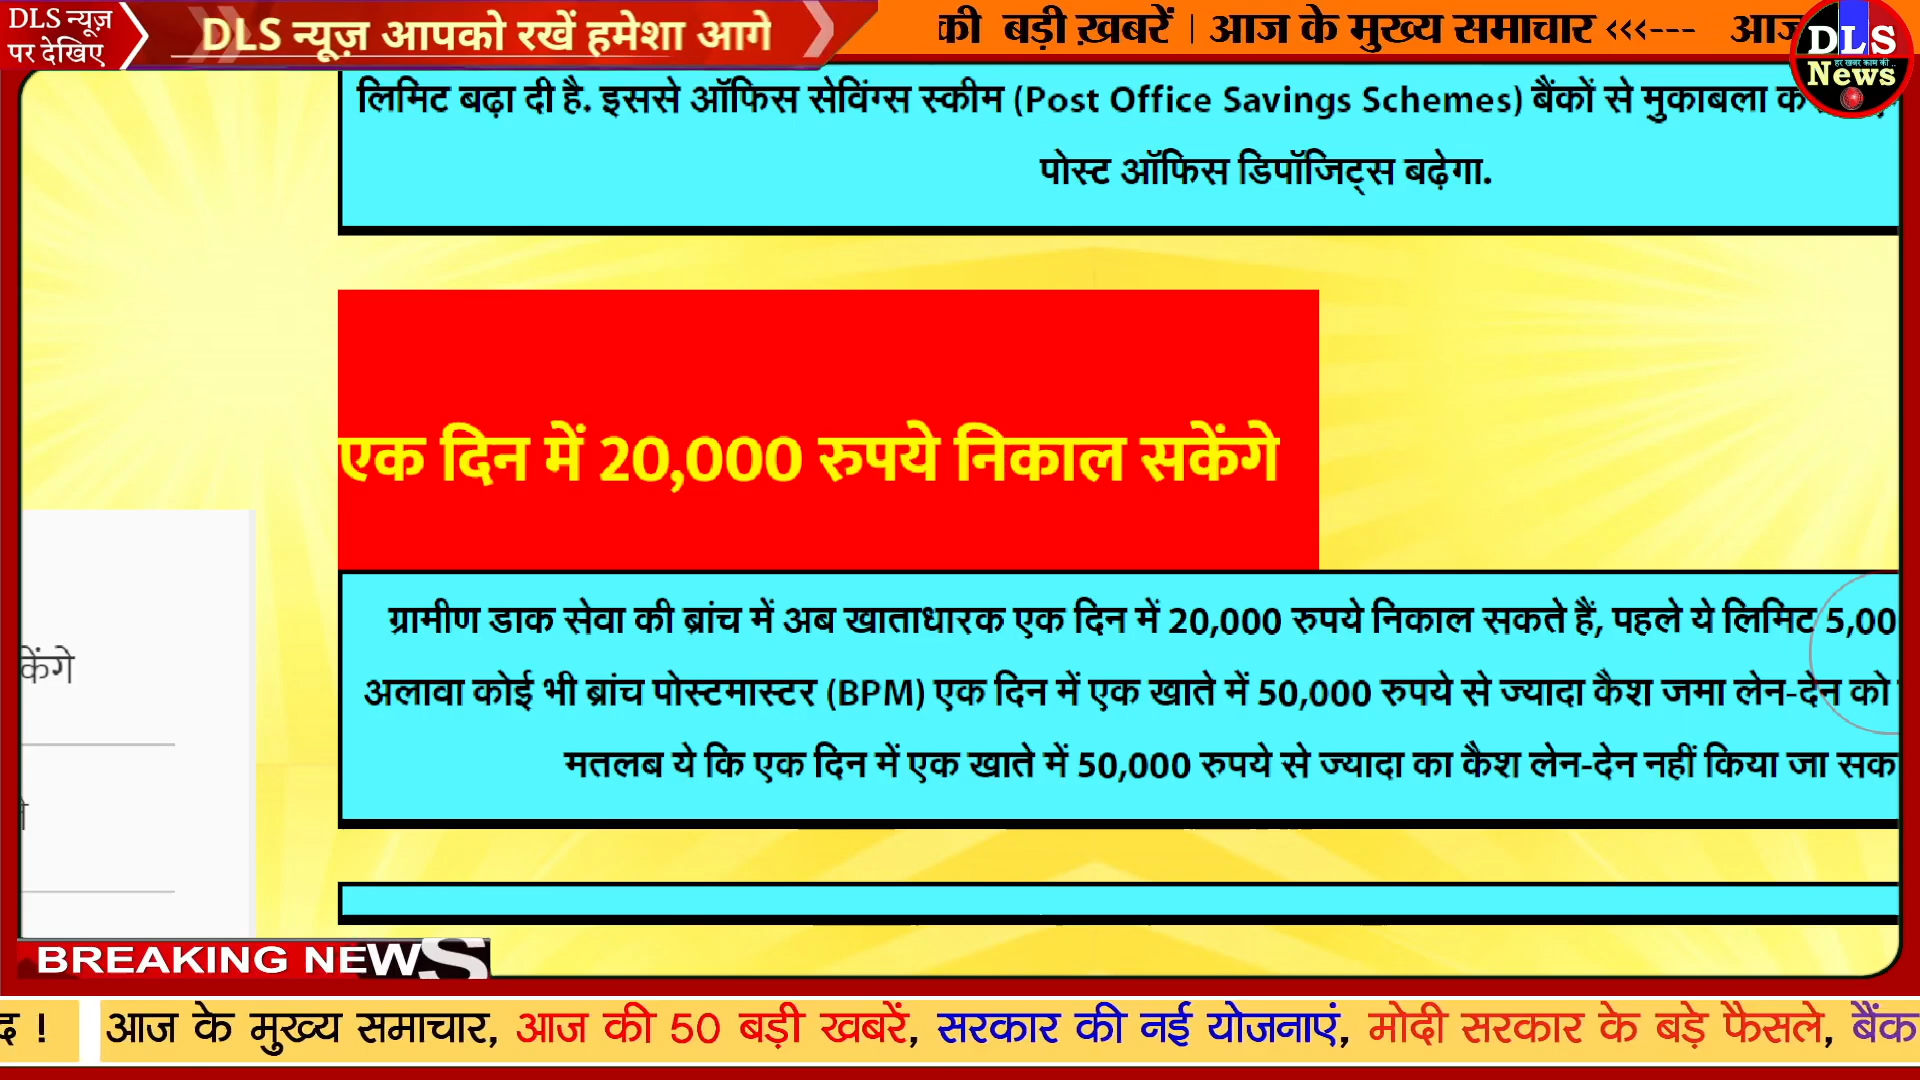 DLS न्यूज़
पर देखिए
DLS न्यूज़ आपको रखें हमेशा आगे
की बड़ी ख़बरें | आज के मुख्य समाचार <<<---
DLS
हर खबर काम की..
News
लिमिट बढ़ा दी है. इससे ऑफिस सेविंग्स स्कीम (Post Office Savings Schemes) बैंकों से मुकाबला
पोस्ट ऑफिस डिपॉजिट्स बढ़ेगा.
एक दिन में 20,000 रुपये निकाल सकेंगे
ग्रामीण डाक सेवा की ब्रांच में अब खाताधारक एक दिन में 20,000 रुपये निकाल सकते हैं, पहले ये लिमिट 5,00
केंगे
अलावा कोई भी ब्रांच पोस्टमास्टर (BPM) एक दिन में एक खाते में 50,000 रुपये से ज्यादा कैश जमा लेन-देन को
मतलब ये कि एक दिन में एक खाते में 50,000 रुपये से ज्यादा का कैश लेन-देन नहीं किया जा सक
BREAKING NEWS
द ! आज के मुख्य समाचार, आज की 50 बड़ी खबरें, सरकार की नई योजनाएं, मोदी सरकार के बड़े फैसले, बैंक